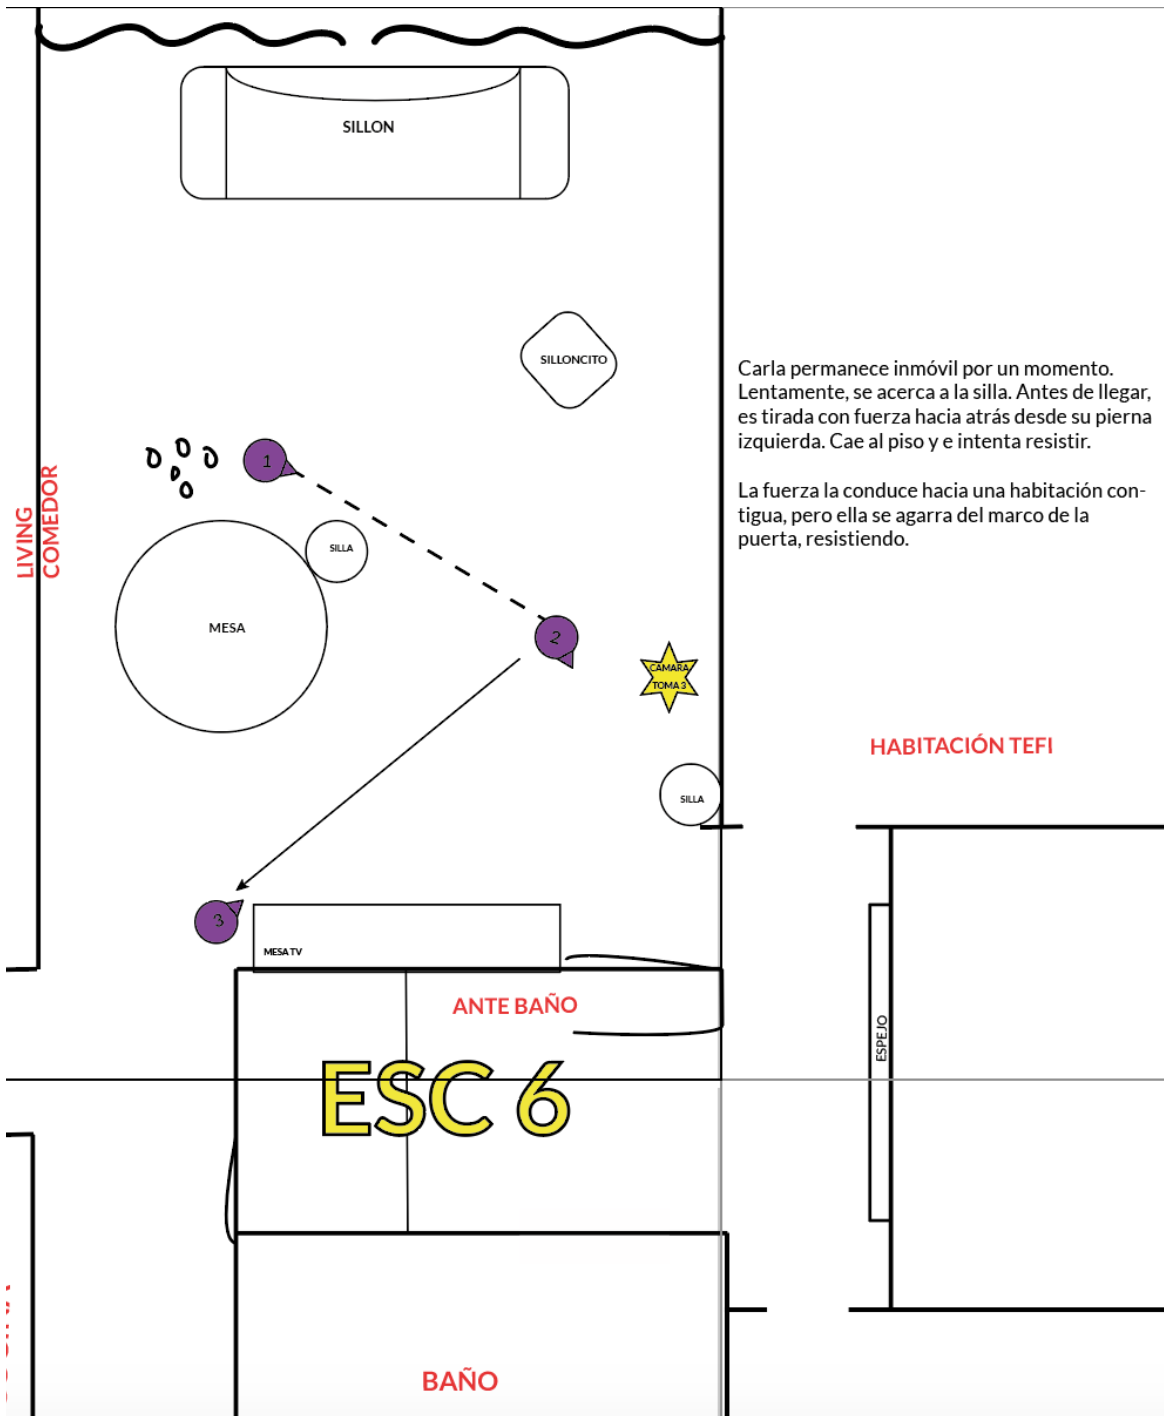 SILLON
SILLONCITO
Carla permanece inmóvil por un momento.
Lentamente, se acerca a la silla. Antes de llegar,
es tirada con fuerza hacia atrás desde su pierna
izquierda. Cae al piso y e intenta resistir.
La fuerza la conduce hacia una habitación con-
tigua, pero ella se agarra del marco de la
puerta, resistiendo.
1
LIVING
COMEDOR
SILLA
MESA
2
CAMARA
TOMA 3
HABITACIÓN TEFI
SILLA
3
MESA TV
ANTE BAÑO
ESPEJO
ESC 6
BAÑO